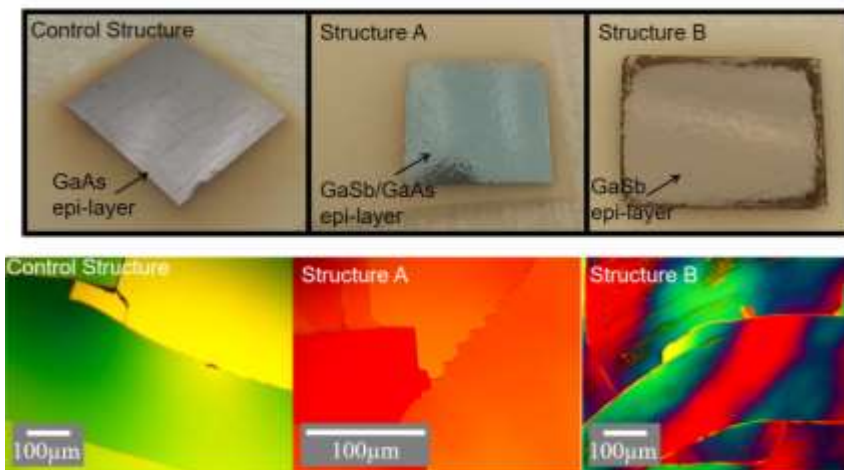 Control Structure
Structure A
Structure B
GaAs
epi-layer
GaSb/GaAs
epi-layer
GaSb
epi-layer
Control Structure
Structure A
Structure B
100µm
100µm
100µm